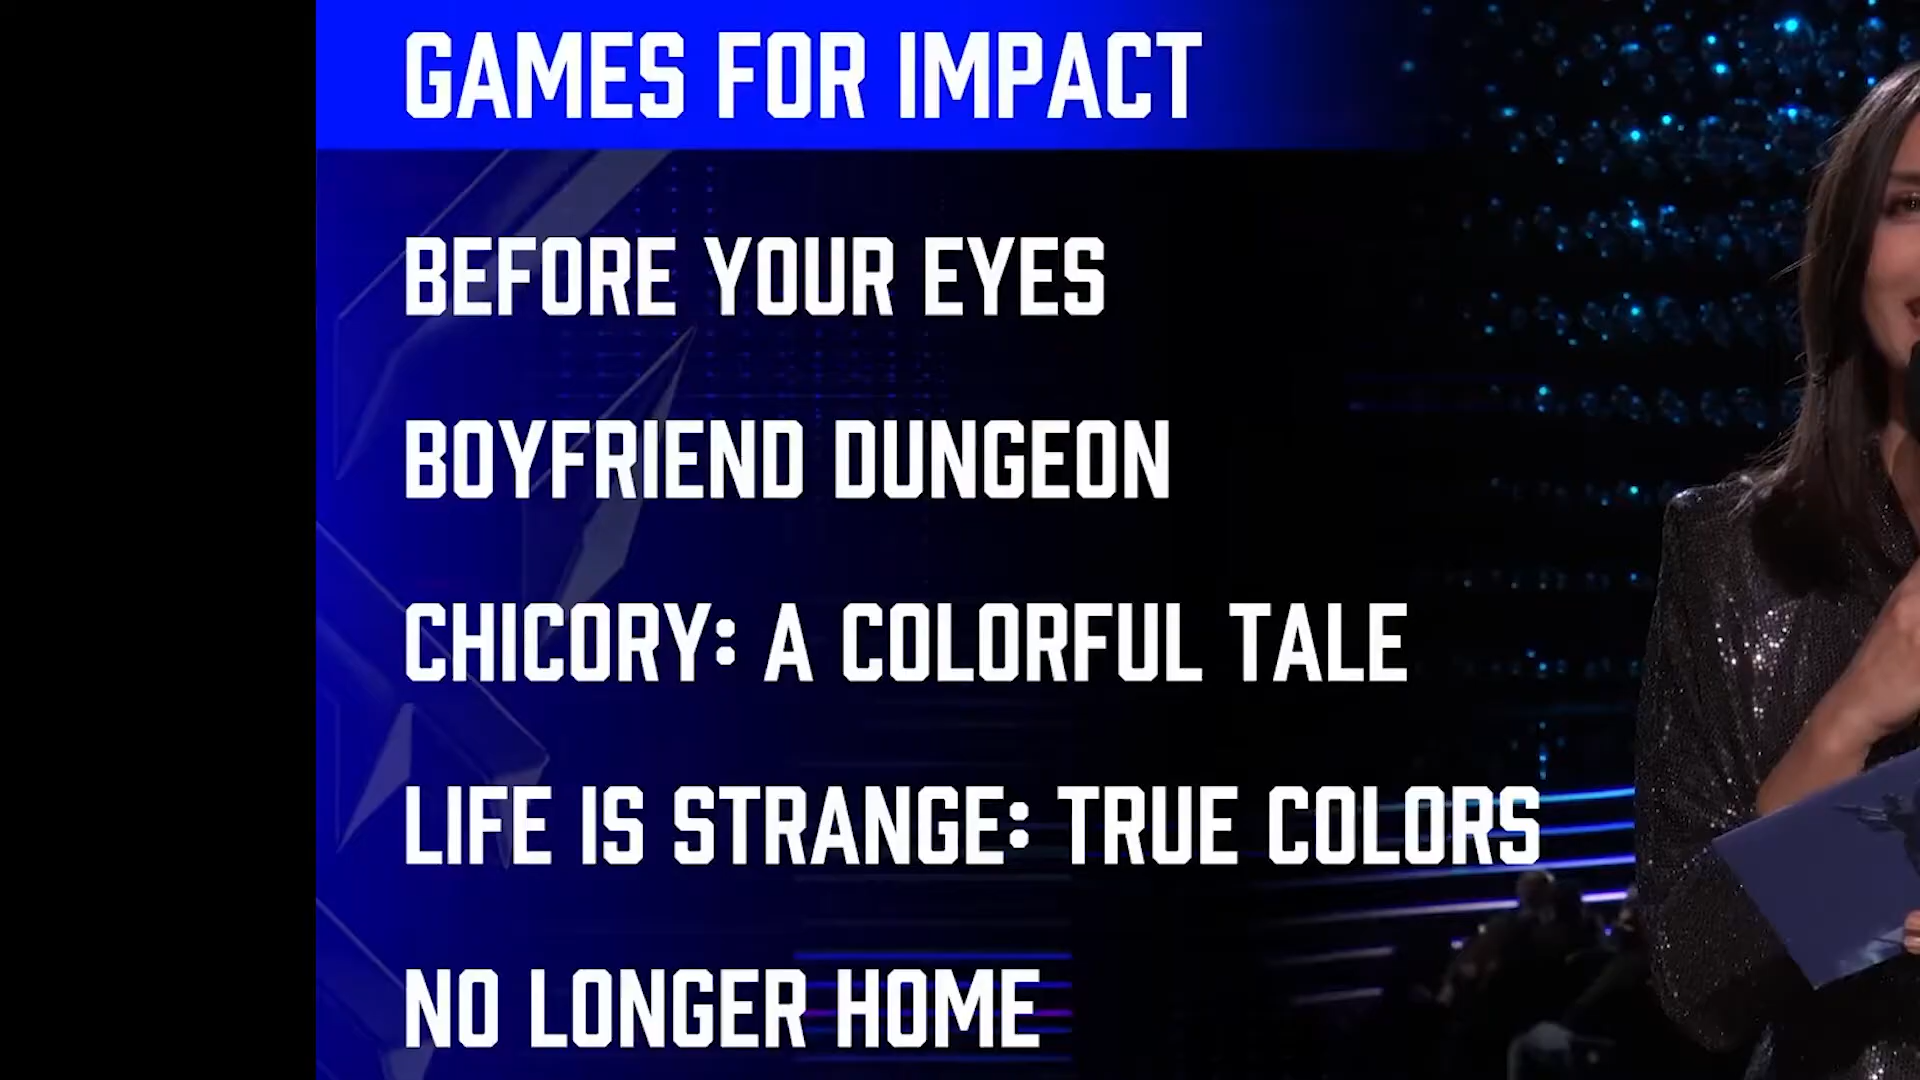 GAMES FOR IMPACT
BEFORE YOUR EYES
BOYFRIEND DUNGEON
CHICORY: A COLORFUL TALE
LIFE IS STRANGE: TRUE COLORS
NO LONGER HOME